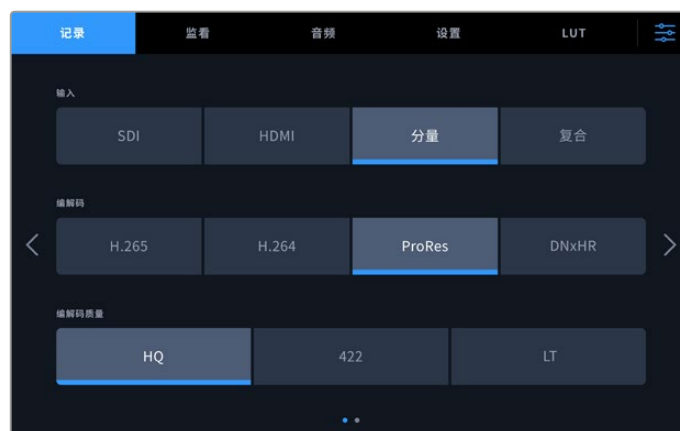 记录 监看 音频 设置 LUT
输入
SDI HDMI 分量 复合
编解码
H.265 H.264 ProRes DNxHR
编解码质量
HQ 422 LT